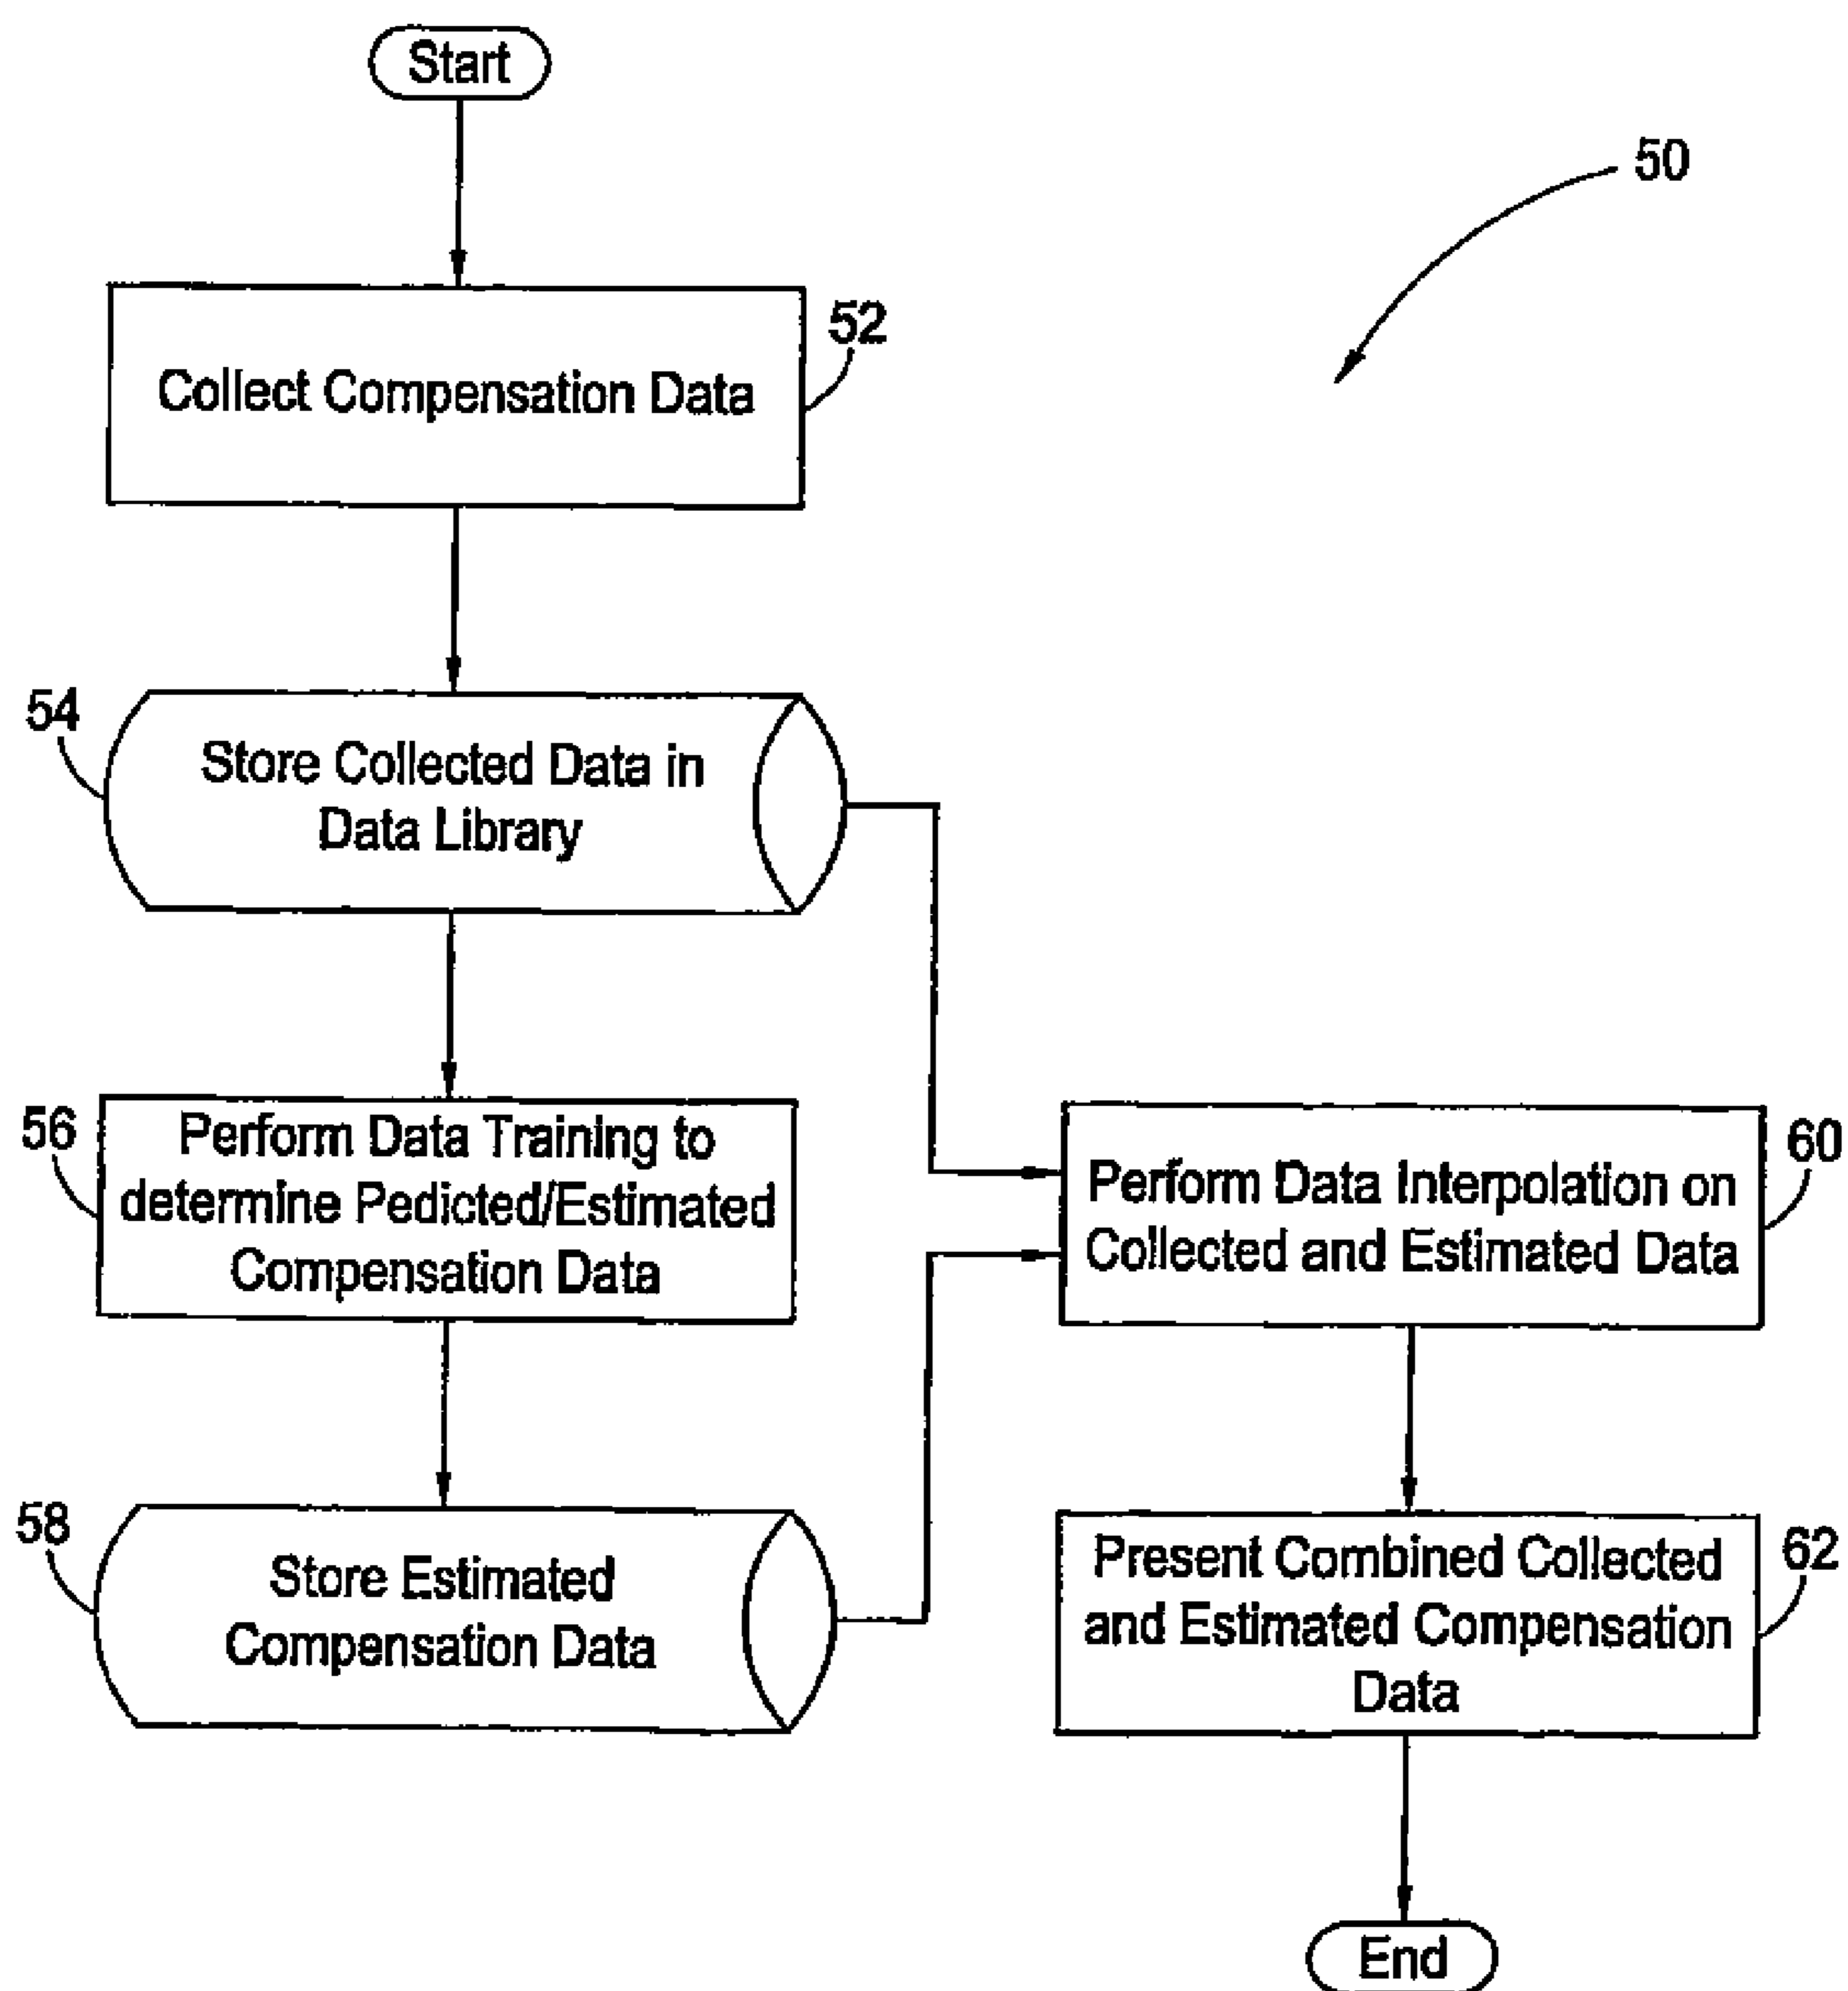 Start
50
52
Collect Compensation Data
54
Store Collected Data in
Data Library
56
Perform Data Training to
determine Pedicted/Estimated
Compensation Data
60
Perform Data Interpolation on
Collected and Estimated Data
58
Store Estimated
Compensation Data
62
Present Combined Collected
and Estimated Compensation
Data
End